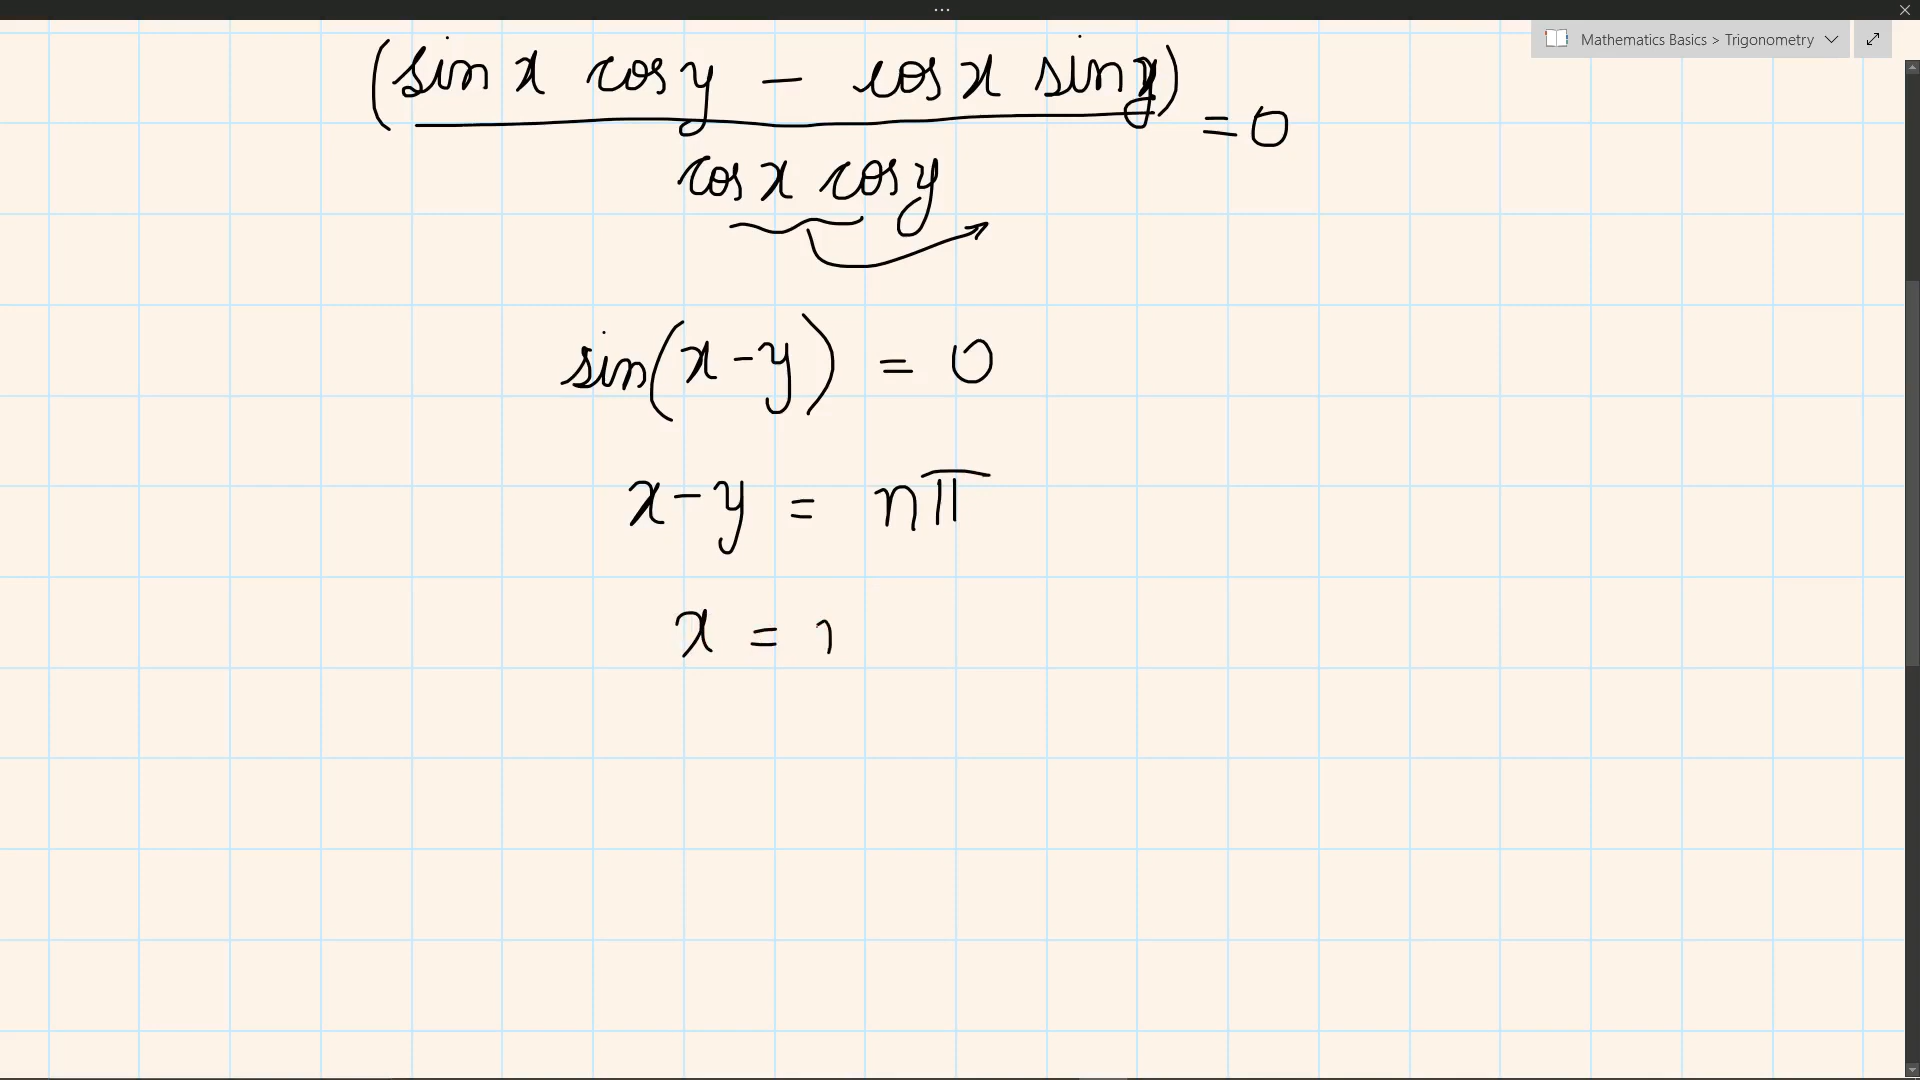 Mathematics Basics > Trigonometry
(sin x cos y − cos x sin y)
= 0
cos x cos y
sin(x − y) = 0
x − y = nπ
x =